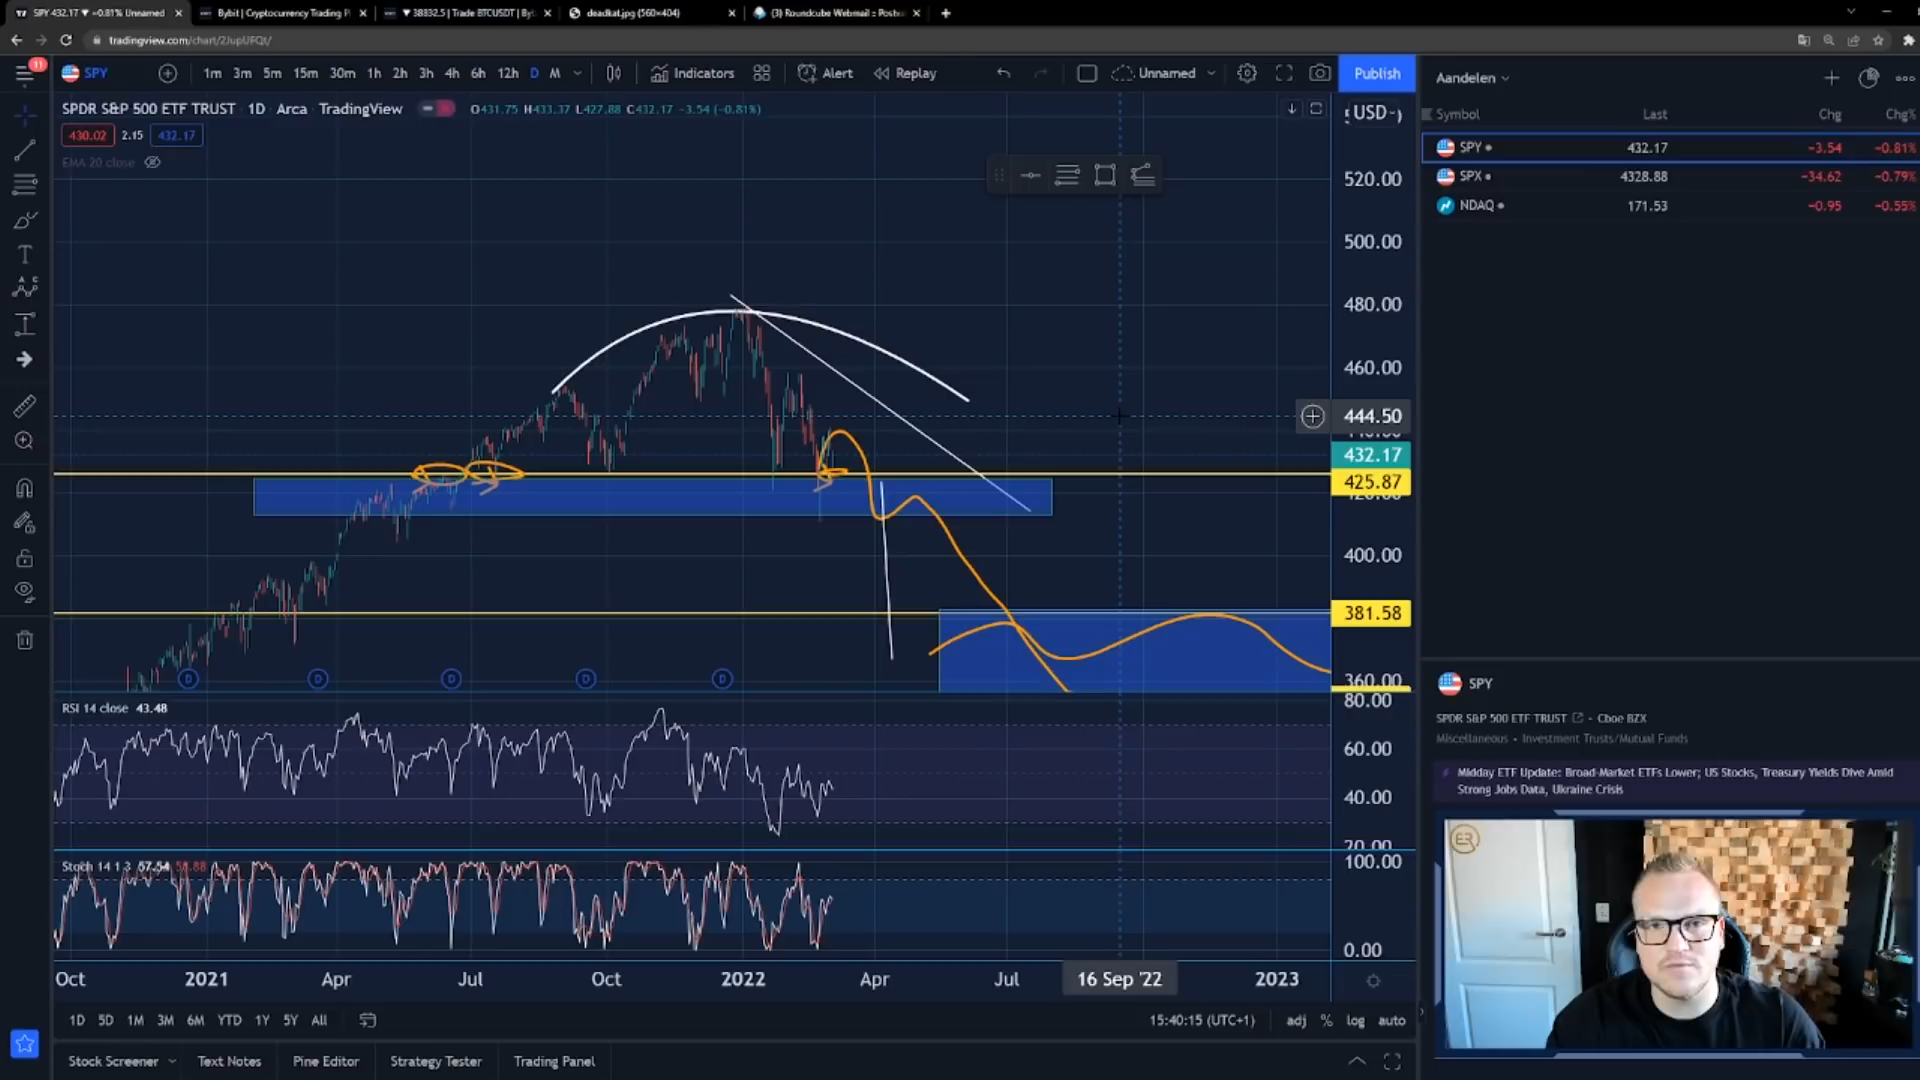 SPY 432.17 ▼ −0.81% Unnamed
Bybit | Cryptocurrency Trading P
▼ 38832.5 | Trade BTCUSDT | By
deadkat.jpg (560×404)
(3) Roundcube Webmail ::
tradingview.com/chart/2JupUFQt/
11
SPY
1m 3m 5m 15m 30m 1h 2h 3h 4h 6h 12h D M
Indicators
Alert
Replay
Unnamed
Publish
SPDR S&P 500 ETF TRUST 1D Arca TradingView
O431.75 H433.37 L427.88 C432.17 −3.54 (−0.81%)
430.02 2.15 432.17
EMA 20 close
USD
520.00
500.00
480.00
460.00
444.50
432.17
425.87
400.00
381.58
360.00
D D D D D
RSI 14 close 43.48
80.00
60.00
40.00
20.00
Stoch 14 1 3 57.54
100.00
0.00
Oct 2021 Apr Jul Oct 2022 Apr Jul 16 Sep '22 2023
1D 5D 1M 3M 6M YTD 1Y 5Y All
15:40:15 (UTC+1) adj % log auto
Stock Screener Text Notes Pine Editor Strategy Tester Trading Panel
Aandelen
Symbol Last Chg Chg%
SPY 432.17 −3.54 −0.81%
SPX 4328.88 −34.62 −0.79%
NDAQ 171.53 −0.95 −0.55%
SPY
SPDR S&P 500 ETF TRUST - Cboe BZX
Miscellaneous • Investment Trusts/Mutual Funds
Midday ETF Update: Broad-Market ETFs Lower; US Stocks, Treasury Yields Dive Amid
Strong Jobs Data, Ukraine Crisis